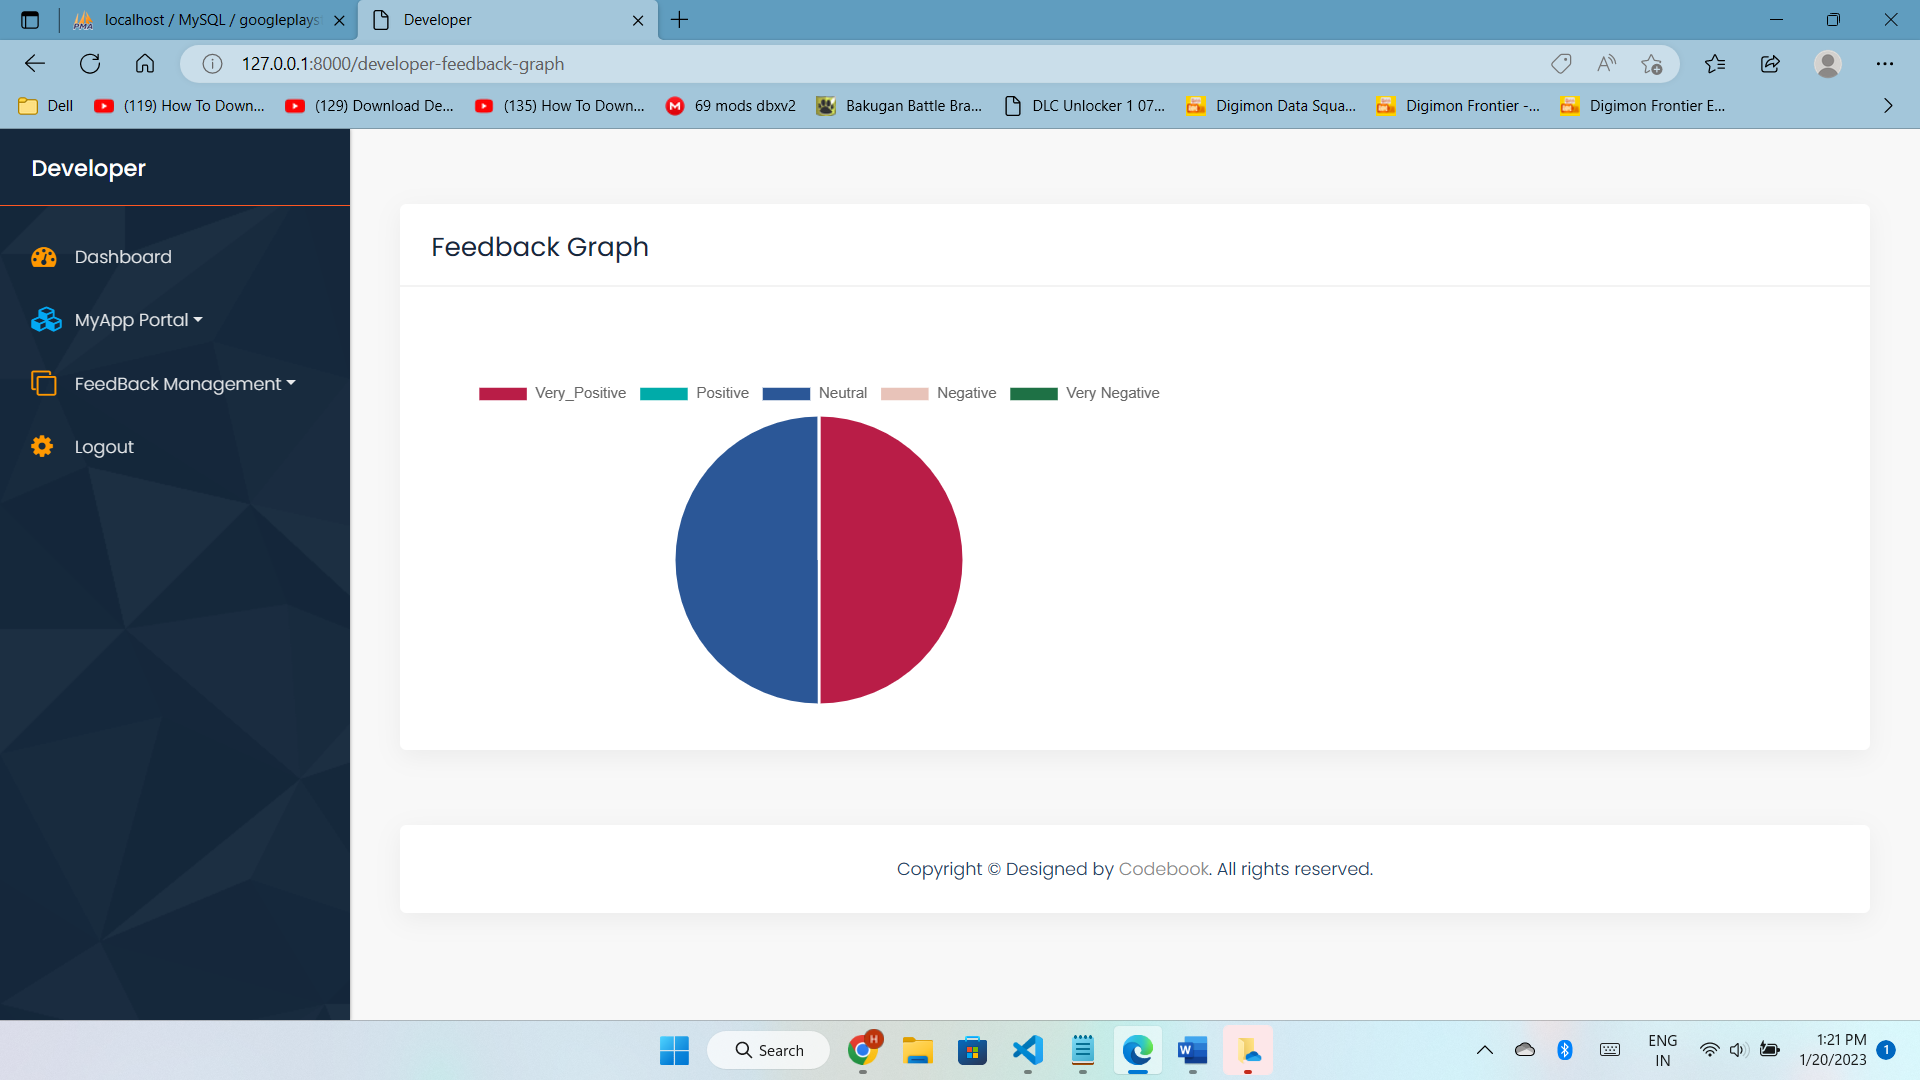 localhost / MySQL / googleplays
Developer
127.0.0.1:8000/developer-feedback-graph
Dell
(119) How To Down...
(129) Download De...
(135) How To Down...
69 mods dbxv2
Bakugan Battle Bra...
DLC Unlocker 1 07...
Digimon Data Squa...
Digimon Frontier -...
Digimon Frontier E...
Developer
Dashboard
MyApp Portal
FeedBack Management
Logout
Feedback Graph
Very_Positive
Positive
Neutral
Negative
Very Negative
Copyright © Designed by Codebook. All rights reserved.
Search
H
ENG
IN
1:21 PM
1/20/2023
1